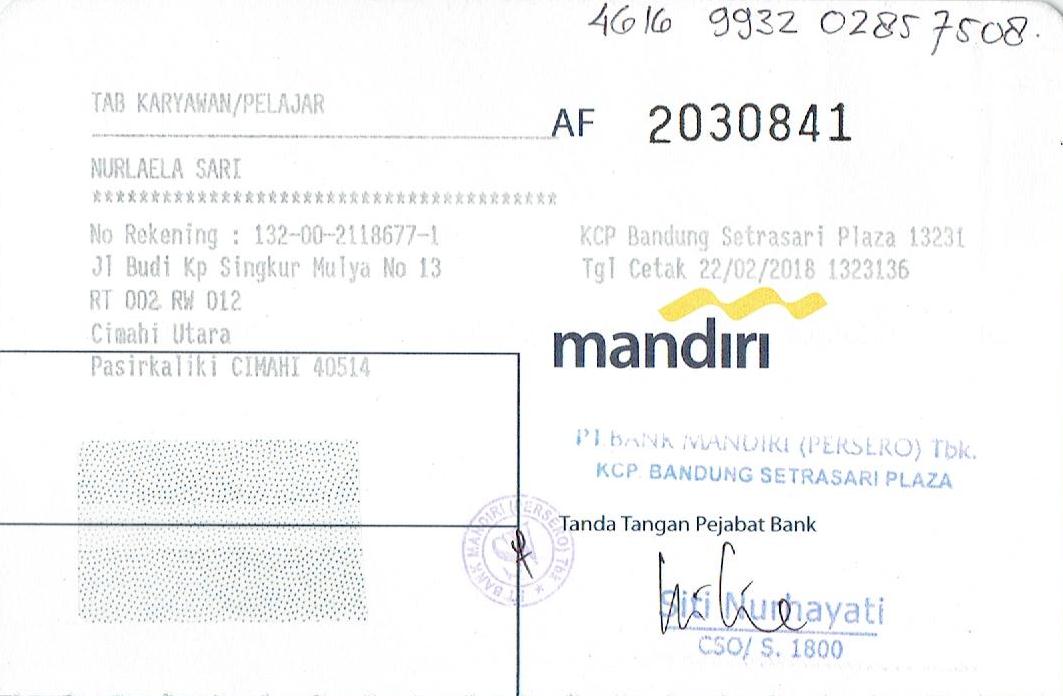 4616 9932 0285 7508.
TAB KARYAWAN/PELAJAR
AF 2030841
NURLAELA SARI
****************************************
No Rekening : 132-00-2118677-1
Jl Budi Kp Singkur Mulya No 13
RT 002 RW 012
Cimahi Utara
Pasirkaliki CIMAHI 40514
KCP Bandung Setrasari Plaza 13231
Tgl Cetak 22/02/2018 1323136
mandırı
PT.BANK MANDIRI (PERSERO) Tbk.
KCP. BANDUNG SETRASARI PLAZA
Tanda Tangan Pejabat Bank
PT BANK MANDIRI (PERSERO) Tbk *
Siti Nurhayati
CSO/ S. 1800